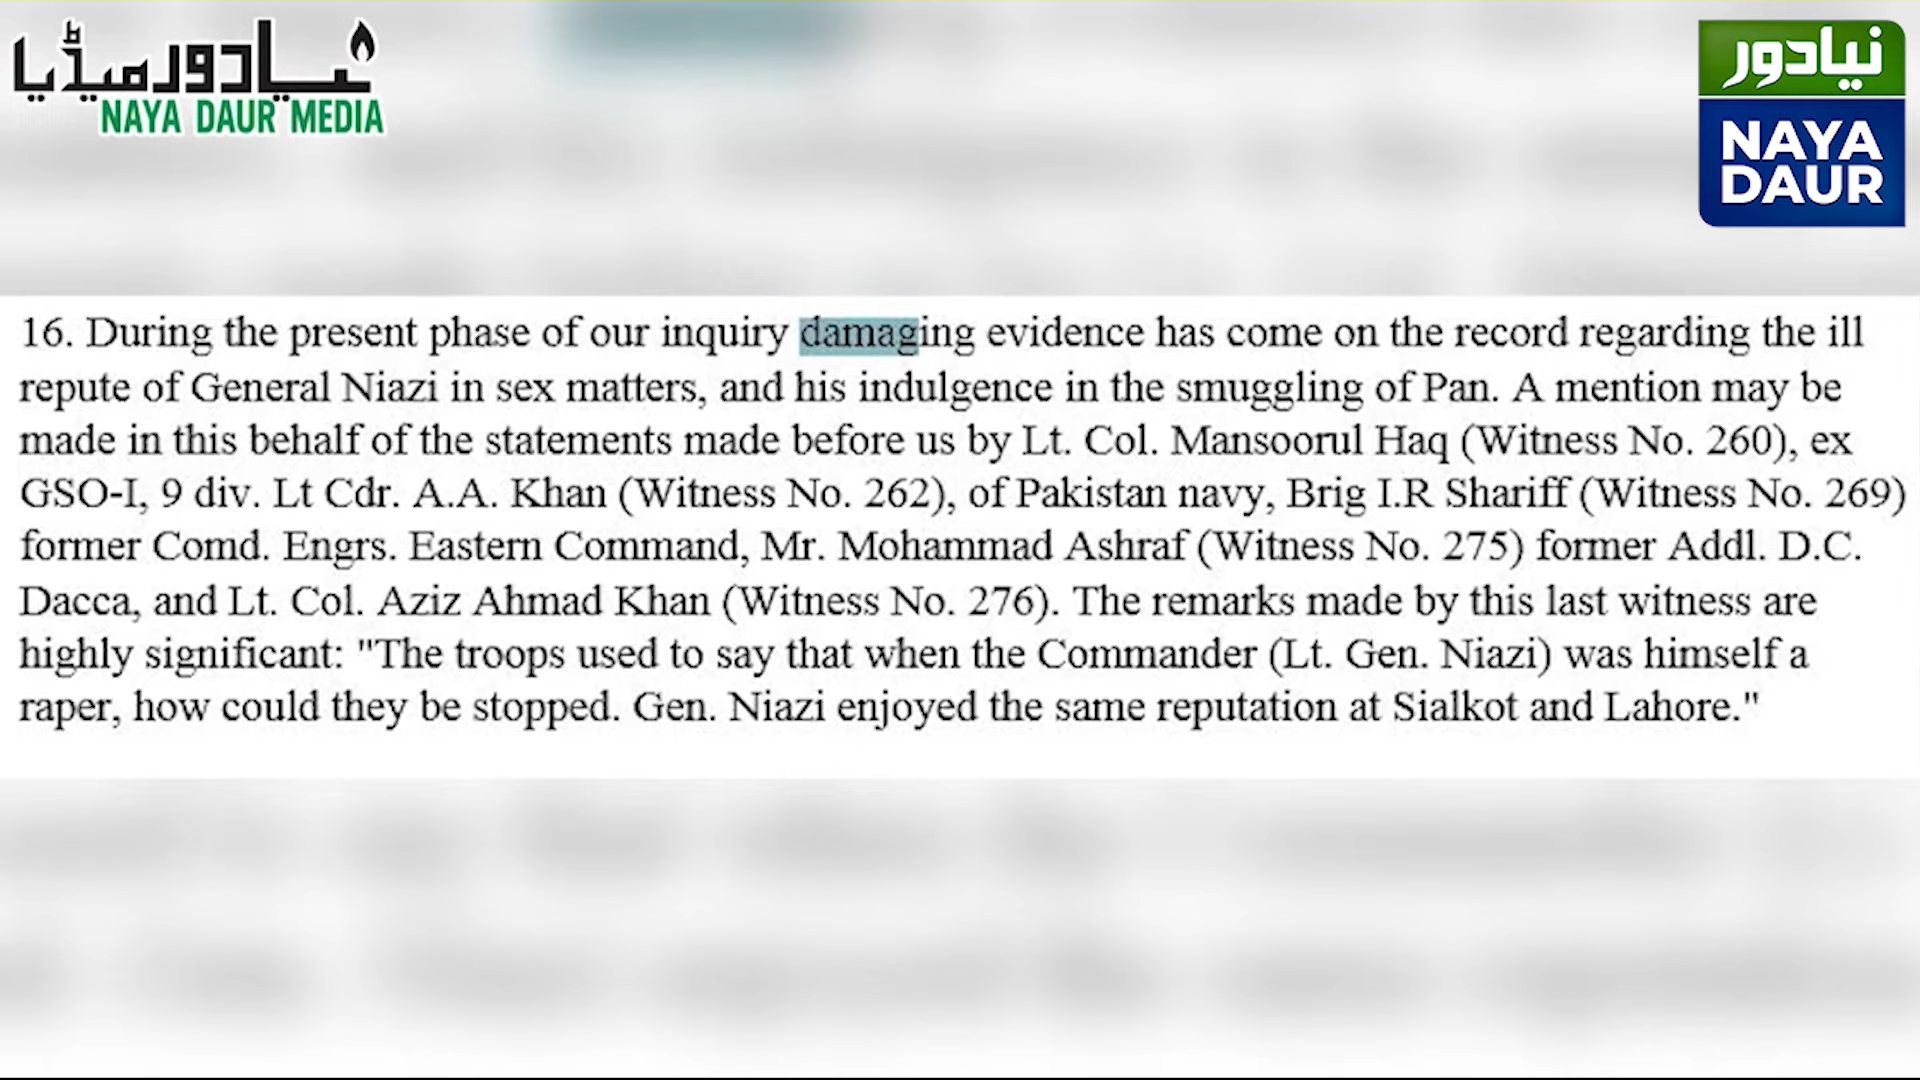 نیا دور میڈیا
NAYA DAUR MEDIA
نیا دور
NAYA
DAUR
16. During the present phase of our inquiry damaging evidence has come on the record regarding the ill
repute of General Niazi in sex matters, and his indulgence in the smuggling of Pan. A mention may be
made in this behalf of the statements made before us by Lt. Col. Mansoorul Haq (Witness No. 260), ex
GSO-I, 9 div. Lt Cdr. A.A. Khan (Witness No. 262), of Pakistan navy, Brig I.R Shariff (Witness No. 269)
former Comd. Engrs. Eastern Command, Mr. Mohammad Ashraf (Witness No. 275) former Addl. D.C.
Dacca, and Lt. Col. Aziz Ahmad Khan (Witness No. 276). The remarks made by this last witness are
highly significant: "The troops used to say that when the Commander (Lt. Gen. Niazi) was himself a
raper, how could they be stopped. Gen. Niazi enjoyed the same reputation at Sialkot and Lahore."